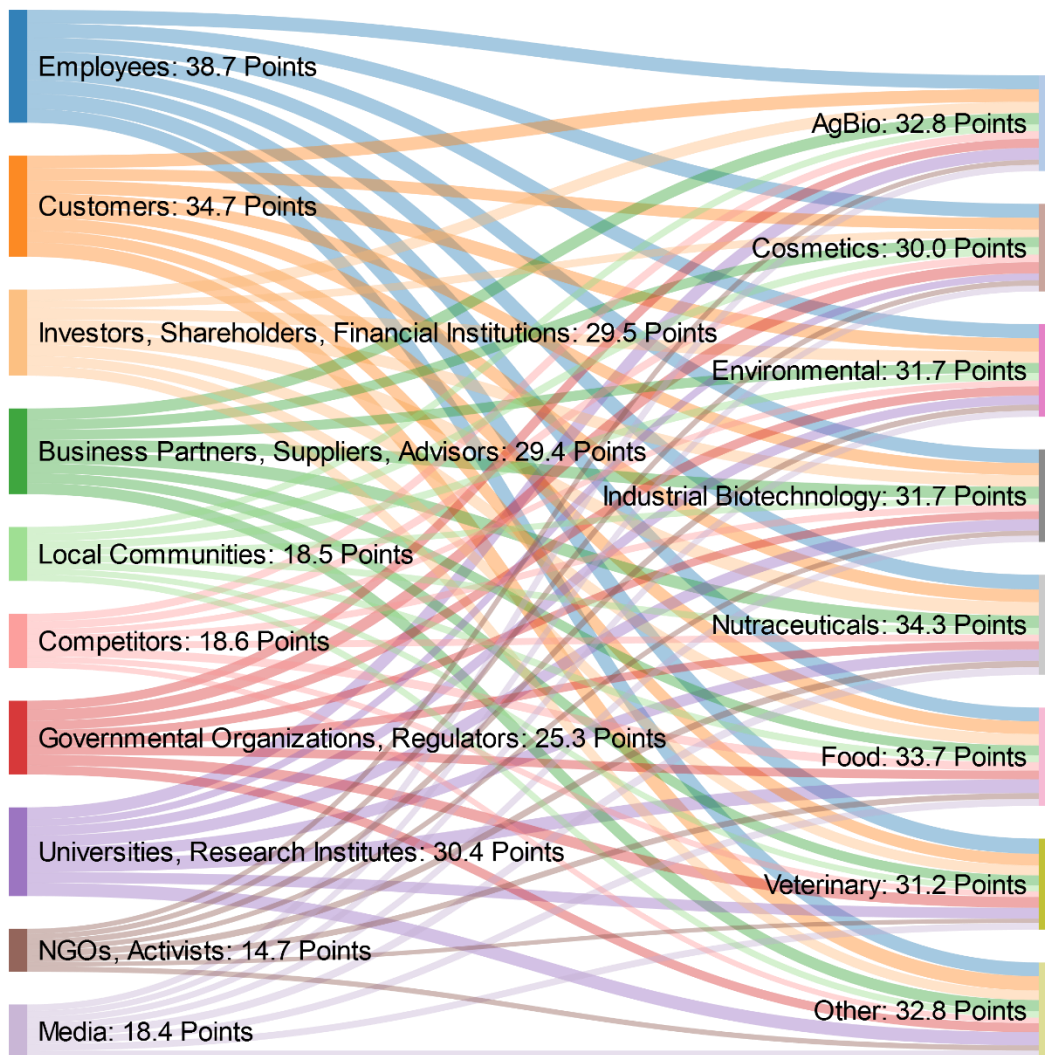 Employees: 38.7 Points
Customers: 34.7 Points
Investors, Shareholders, Financial Institutions: 29.5 Points
Business Partners, Suppliers, Advisors: 29.4 Points
Local Communities: 18.5 Points
Competitors: 18.6 Points
Governmental Organizations, Regulators: 25.3 Points
Universities, Research Institutes: 30.4 Points
NGOs, Activists: 14.7 Points
Media: 18.4 Points
AgBio: 32.8 Points
Cosmetics: 30.0 Points
Environmental: 31.7 Points
Industrial Biotechnology: 31.7 Points
Nutraceuticals: 34.3 Points
Food: 33.7 Points
Veterinary: 31.2 Points
Other: 32.8 Points